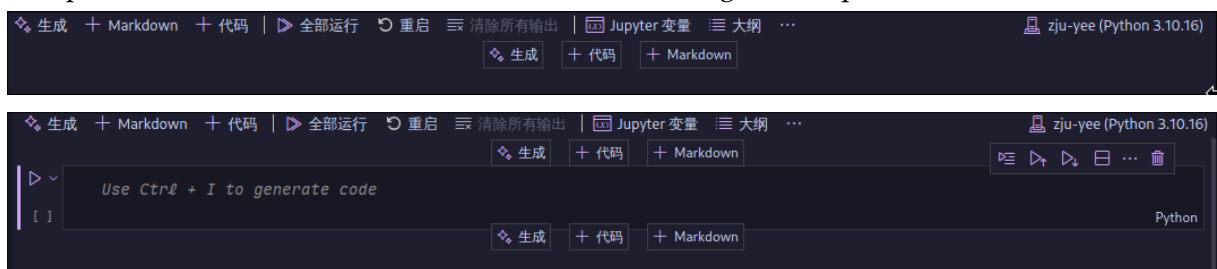 生成 + Markdown + 代码 | 全部运行 重启 清除所有输出 | Jupyter 变量 大纲 ··· zju-yee (Python 3.10.16)
生成 + 代码 + Markdown
生成 + Markdown + 代码 | 全部运行 重启 清除所有输出 | Jupyter 变量 大纲 ··· zju-yee (Python 3.10.16)
生成 + 代码 + Markdown
Use Ctrl + I to generate code
[ ]
Python
生成 + 代码 + Markdown